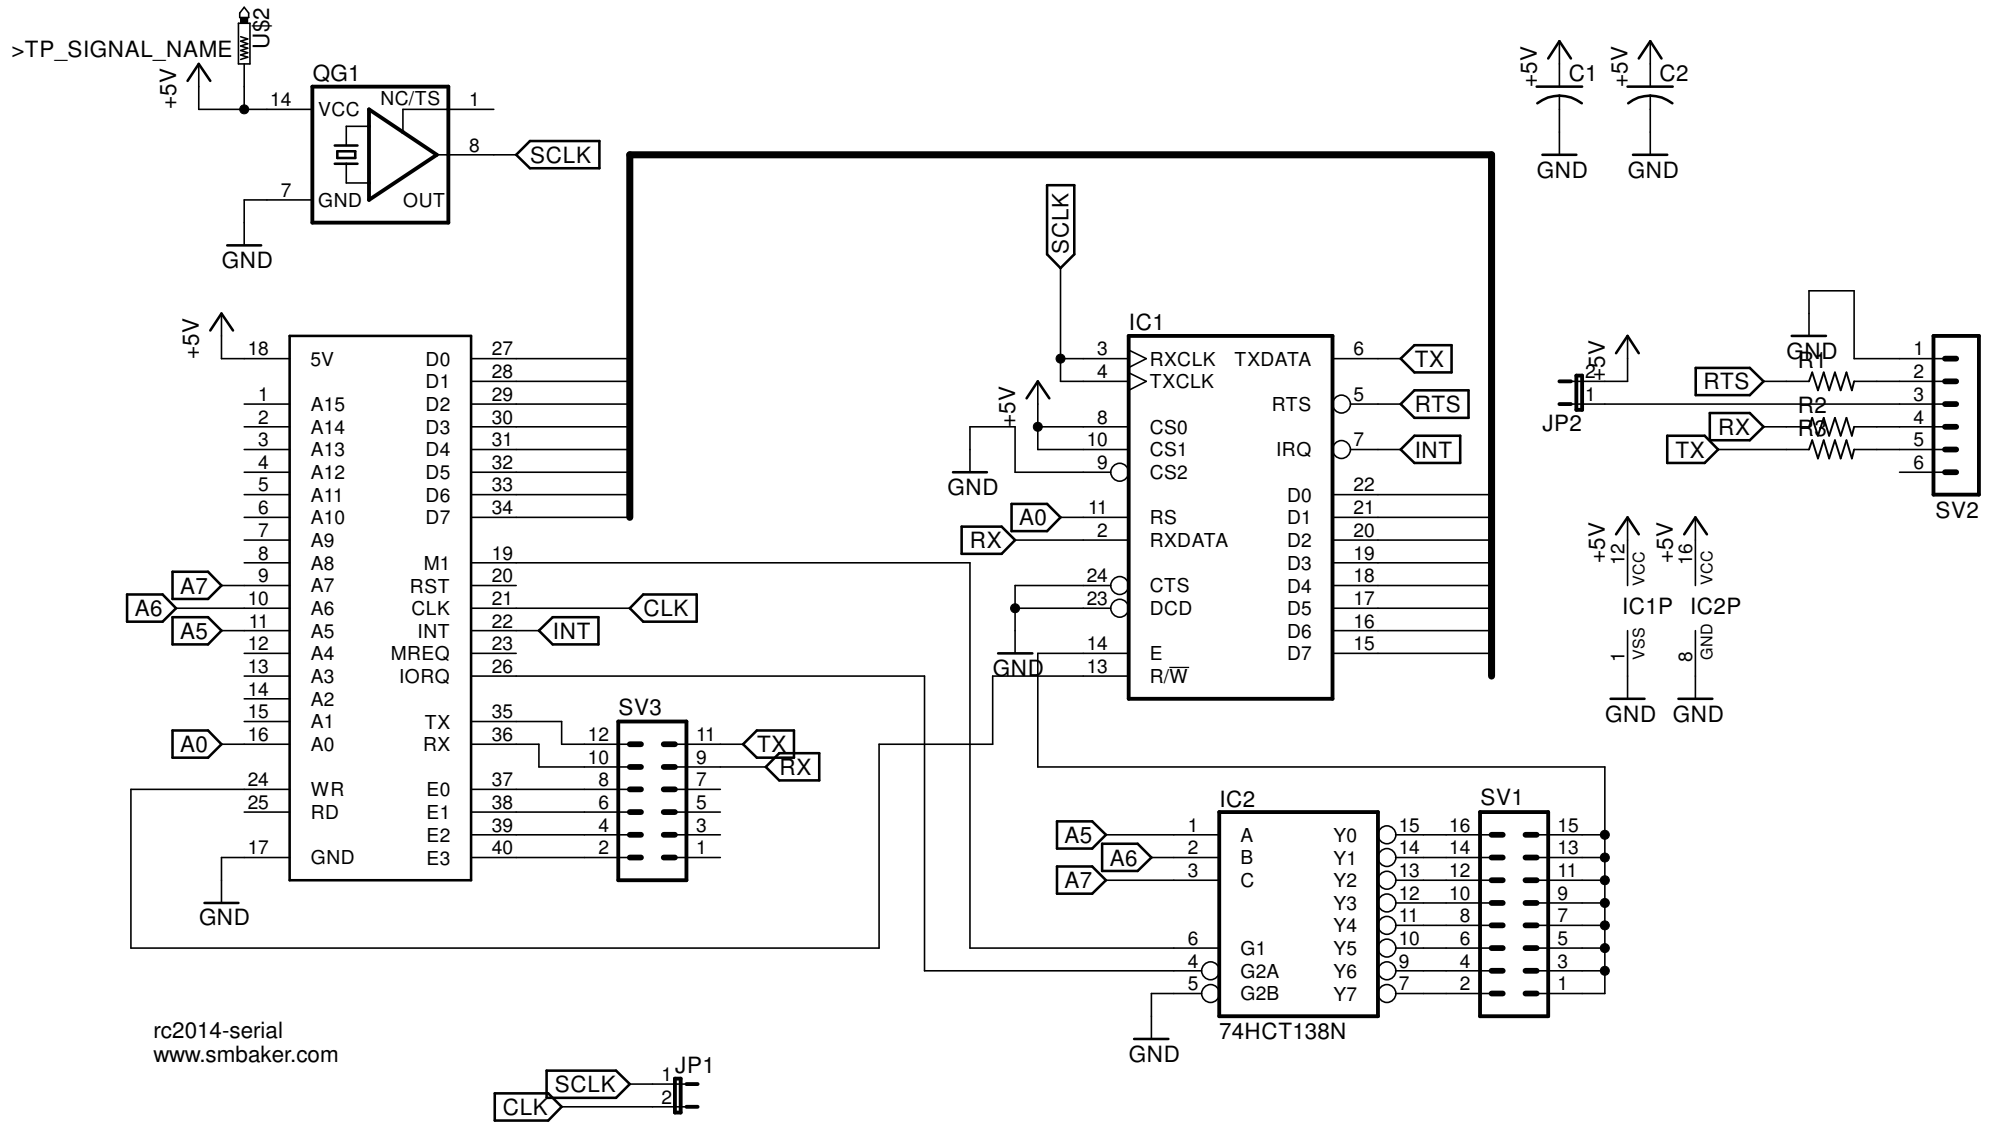 >TP_SIGNAL_NAME
U$2
+5V
QG1
14 VCC NC/TS 1
8 SCLK
7 GND OUT
GND
+5V C1
GND
+5V C2
GND
+5V
18 5V D0 27
D1 28
1 A15 D2 29
2 A14 D3 30
3 A13 D4 31
4 A12 D5 32
5 A11 D6 33
6 A10 D7 34
7 A9
8 A8 M1 19
A7 9 A7 RST 20
A6 10 A6 CLK 21 CLK
A5 11 A5 INT 22 INT
12 A4 MREQ 23
13 A3 IORQ 26
14 A2
15 A1 TX 35
A0 16 A0 RX 36
24 WR E0 37
25 RD E1 38
E2 39
17 GND E3 40
GND
SV3
12 11 TX
10 9 RX
8 7
6 5
4 3
2 1
SCLK
IC1
3 RXCLK TXDATA 6 TX
4 TXCLK
+5V
RTS 5 RTS
8 CS0
10 CS1 IRQ 7 INT
9 CS2
GND
D0 22
A0 11 RS D1 21
RX 2 RXDATA D2 20
D3 19
24 CTS D4 18
23 DCD D5 17
D6 16
14 E D7 15
GND
13 R/W
GND
+5V
2
1
JP2
R1
RTS
R2
RX
R3
TX
1
2
3
4
5
6
SV2
+5V 12 VCC
IC1P
1 VSS
GND
+5V 16 VCC
IC2P
8 GND
GND
IC2
A5 1 A Y0 15
A6 2 B Y1 14
A7 3 C Y2 13
Y3 12
Y4 11
6 G1 Y5 10
4 G2A Y6 9
5 G2B Y7 7
74HCT138N
GND
SV1
16 15
14 13
12 11
10 9
8 7
6 5
4 3
2 1
rc2014-serial
www.smbaker.com
JP1
SCLK 1
CLK 2